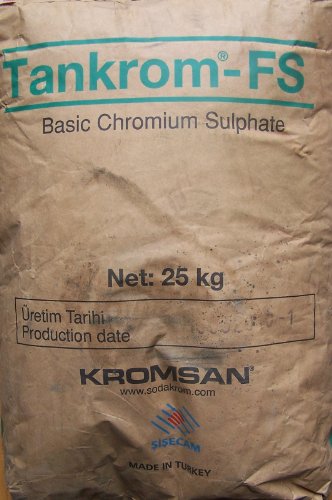 Tankrom®-FS
Basic Chromium Sulphate
Net: 25 kg
Üretim Tarihi
Production date
KROMSAN®
www.sodakrom.com
ŞİŞECAM
MADE IN TURKEY